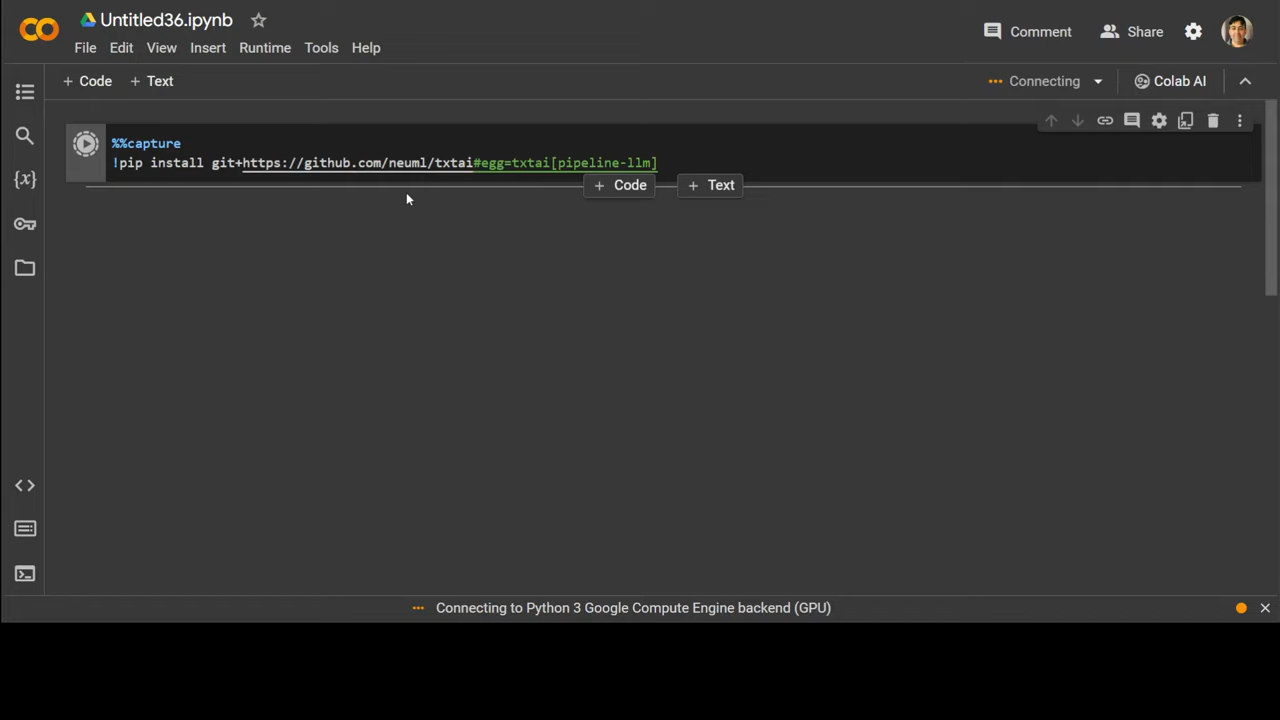 Untitled36.ipynb
File Edit View Insert Runtime Tools Help
Comment Share
+ Code + Text
Connecting Colab AI
%%capture
!pip install git+https://github.com/neuml/txtai#egg=txtai[pipeline-llm]
+ Code + Text
{x}
Connecting to Python 3 Google Compute Engine backend (GPU)